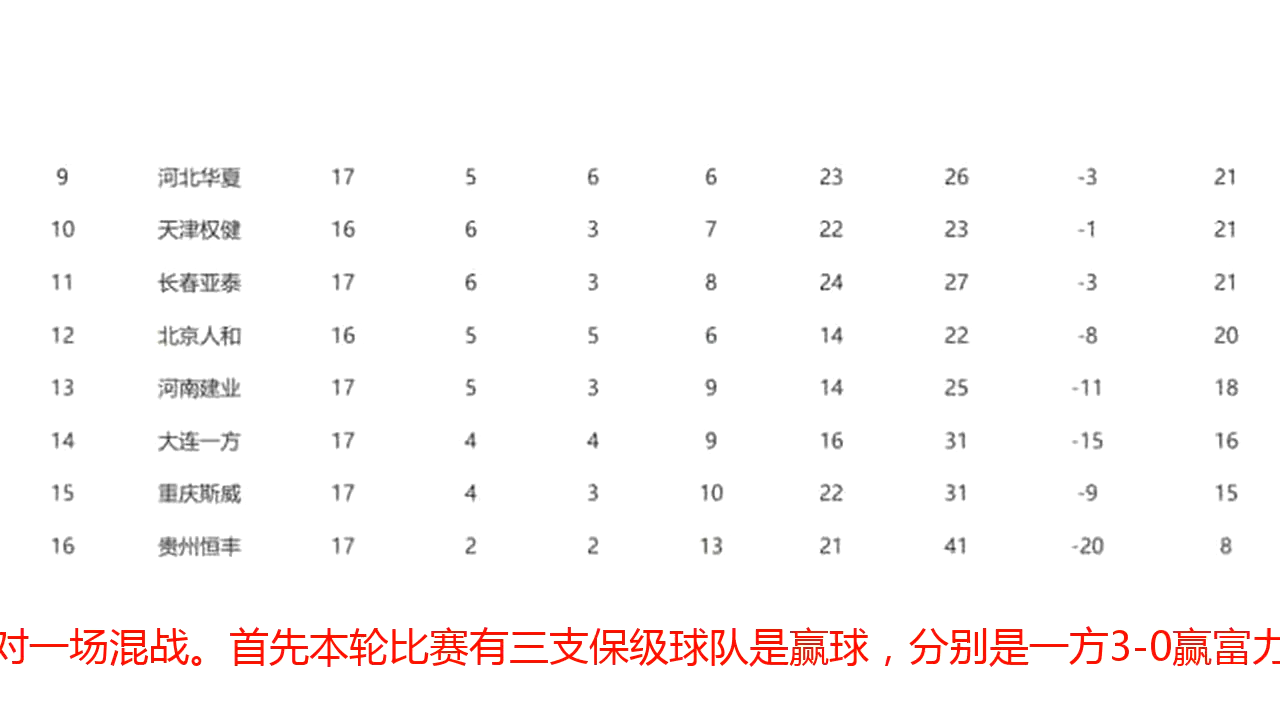 9 河北华夏 17 5 6 6 23 26 -3 21
10 天津权健 16 6 3 7 22 23 -1 21
11 长春亚泰 17 6 3 8 24 27 -3 21
12 北京人和 16 5 5 6 14 22 -8 20
13 河南建业 17 5 3 9 14 25 -11 18
14 大连一方 17 4 4 9 16 31 -15 16
15 重庆斯威 17 4 3 10 22 31 -9 15
16 贵州恒丰 17 2 2 13 21 41 -20 8
对一场混战。首先本轮比赛有三支保级球队是赢球，分别是一方3-0赢富力